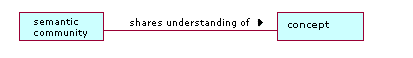 semantic
community
shares understanding of
concept